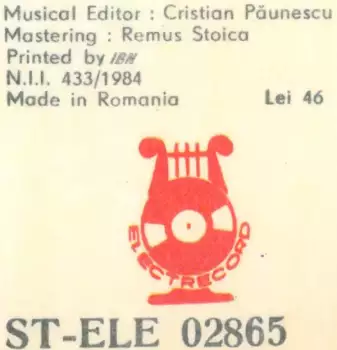 Musical Editor : Cristian Păunescu
Mastering : Remus Stoica
Printed by IBH
N.I.I. 433/1984
Made in Romania Lei 46
ELECTRECORD
ST-ELE 02865